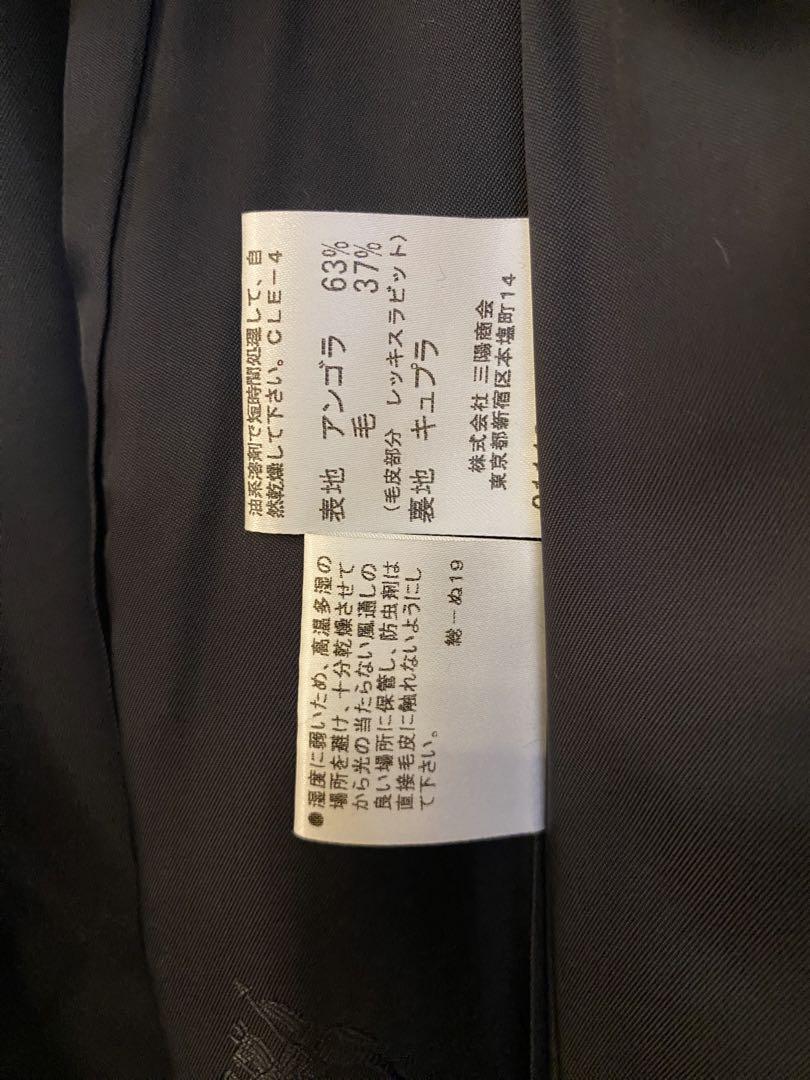 油系溶剤で短時間処理して、自
然乾燥して下さい。CLE-4
表地 アンゴラ 63%
毛 37%
(毛皮部分 レッキスラビット)
裏地 キュプラ
株式会社 三陽商会
東京都新宿区本塩町14
●湿度に弱いため、高温多湿の
場所を避け、十分乾燥させて
から光の当たらない風通しの
良い場所に保管し、防虫剤は
直接毛皮に触れないようにし
て下さい。
総-ぬ19